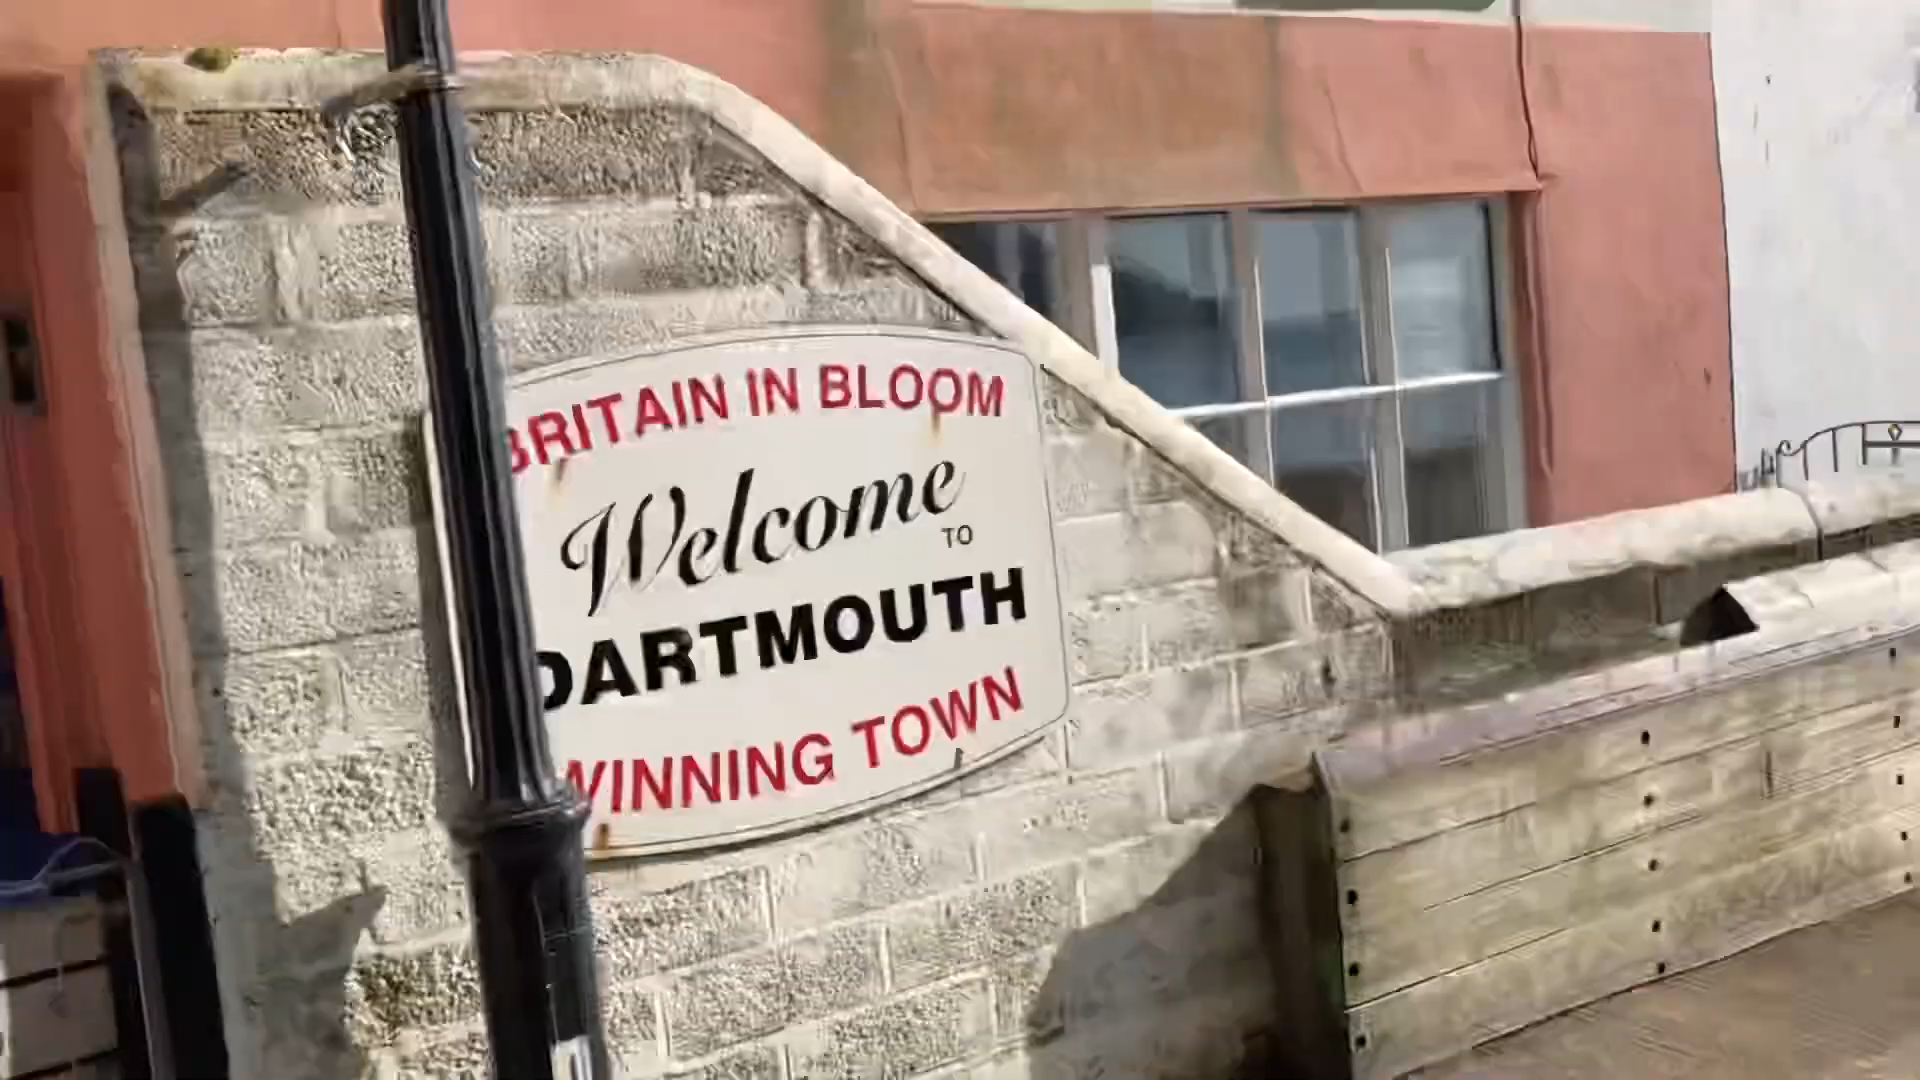 BRITAIN IN BLOOM
Welcome
TO
DARTMOUTH
WINNING TOWN